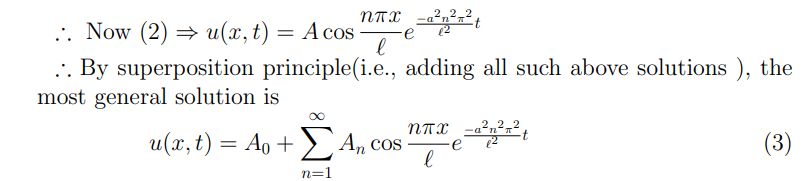 ∴ Now (2) ⇒ u(x, t) = A cos nπx/ℓ e^(−a²n²π²/ℓ² t)
∴ By superposition principle(i.e., adding all such above solutions ), the
most general solution is
u(x, t) = A₀ + ∑_{n=1}^{∞} Aₙ cos nπx/ℓ e^(−a²n²π²/ℓ² t) (3)